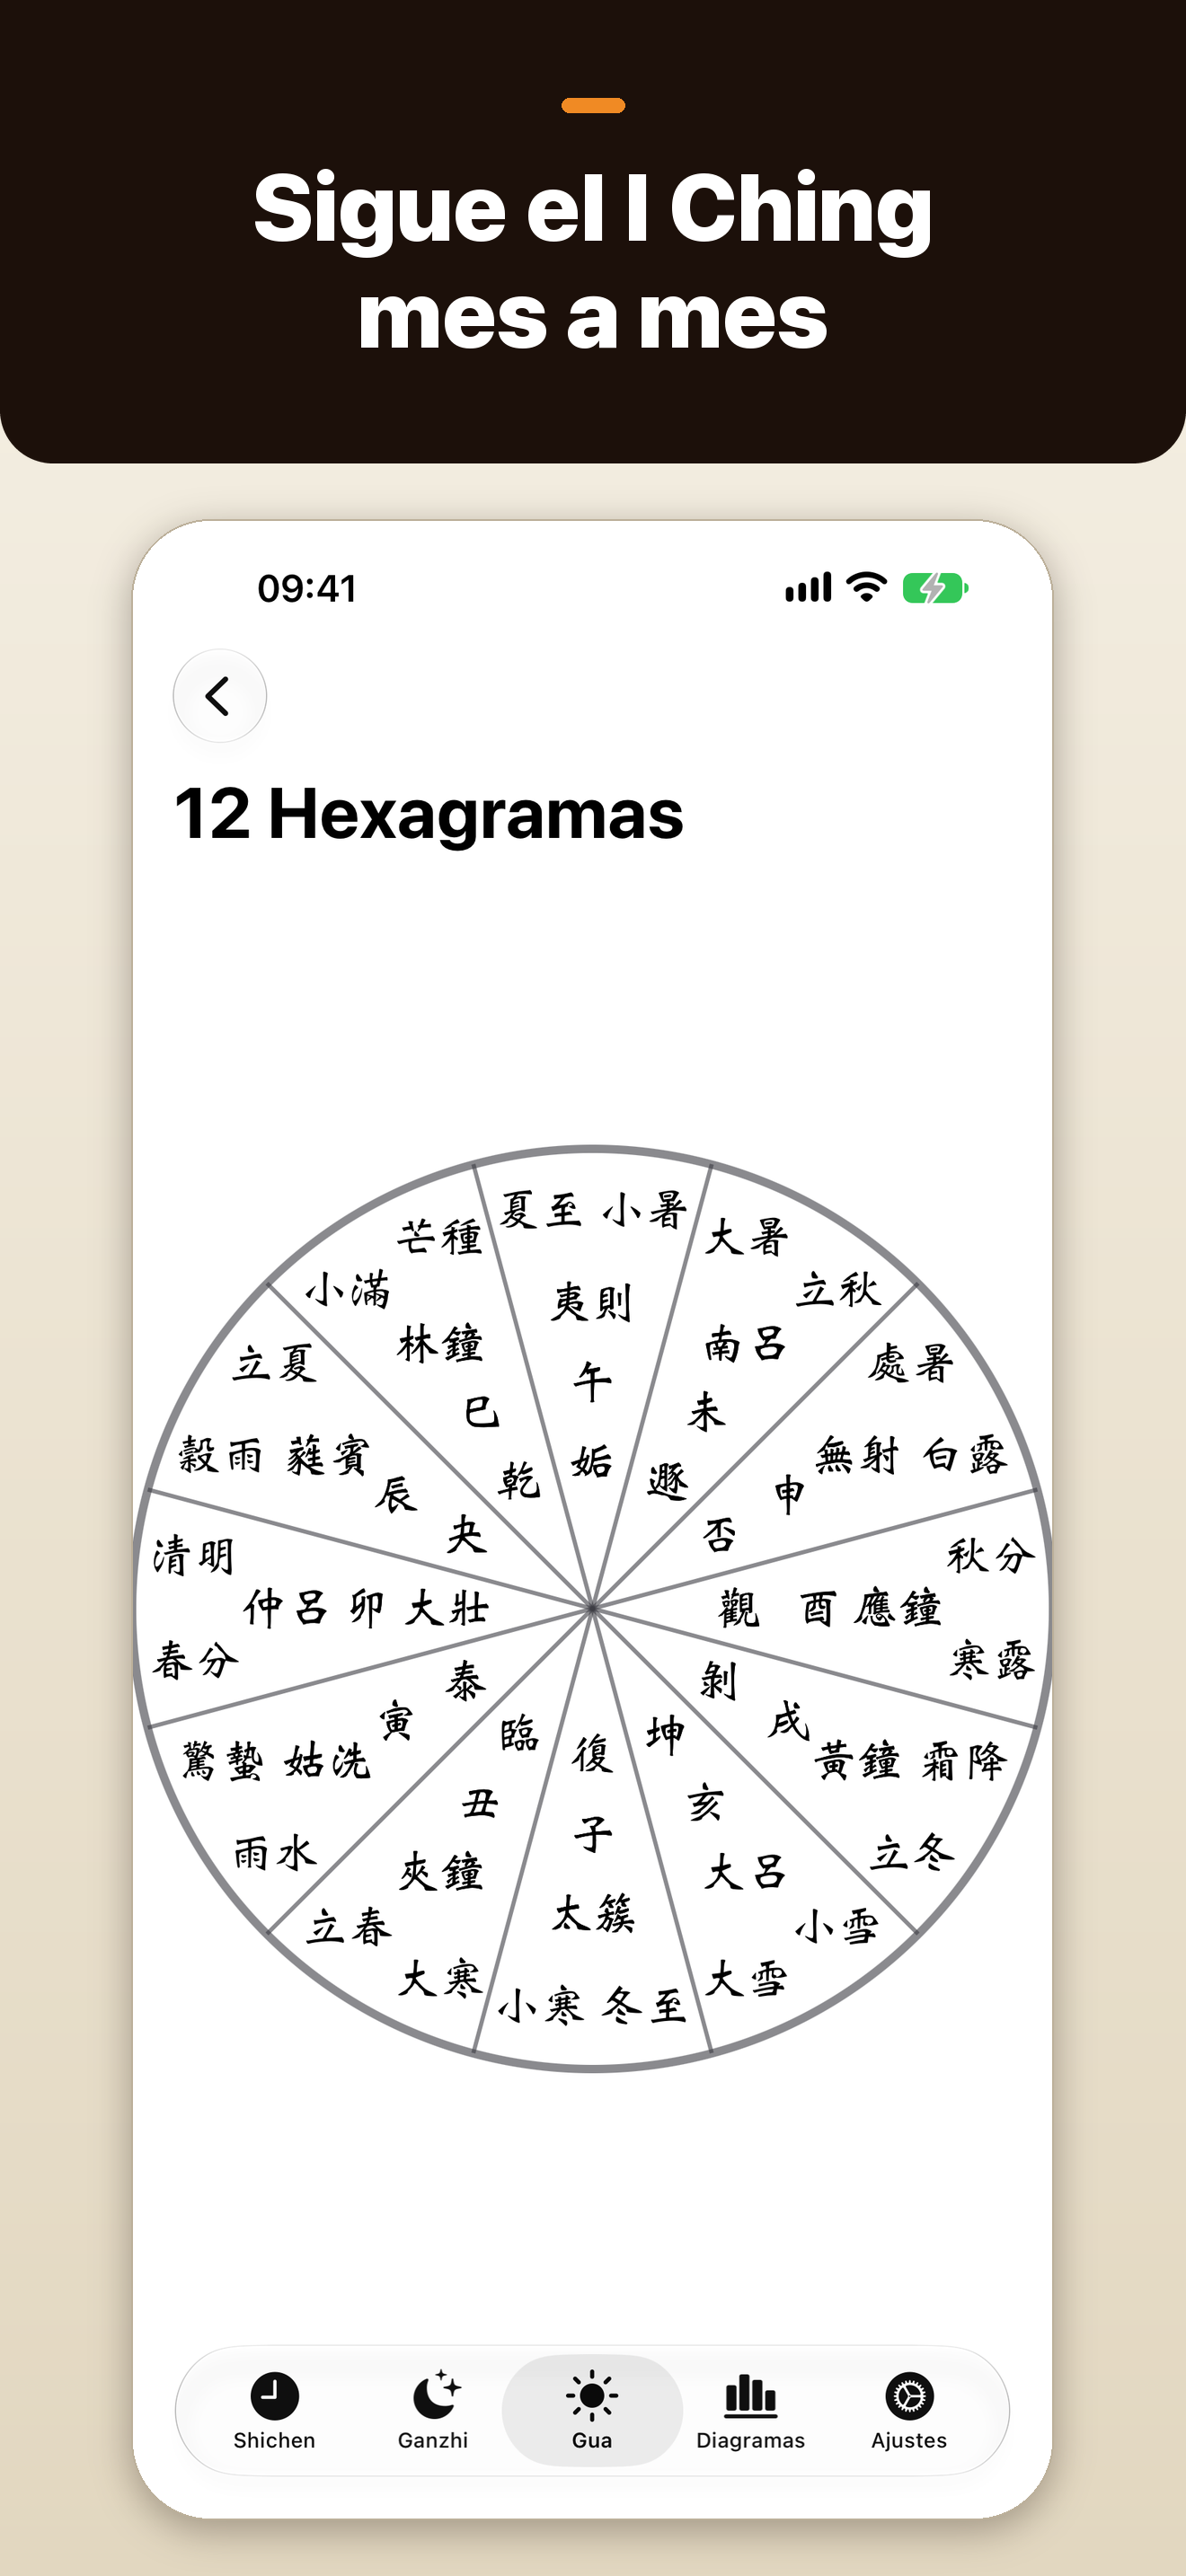 Sigue el I Ching
mes a mes
09:41
12 Hexagramas
夏至 小暑
夷則
午
姤
大暑
立秋
南呂
未
遯
處暑
無射 白露
申
否
秋分
觀 酉 應鐘
寒露
剝
戌
黃鐘 霜降
立冬
坤
亥
大呂
小雪
大雪
復
子
太簇
小寒 冬至
臨
丑
夾鐘
立春
大寒
泰
寅
驚蟄 姑洗
雨水
清明
仲呂 卯 大壯
春分
立夏
穀雨 蕤賓
辰
夬
芒種
小滿
林鐘
巳
乾
Shichen
Ganzhi
Gua
Diagramas
Ajustes